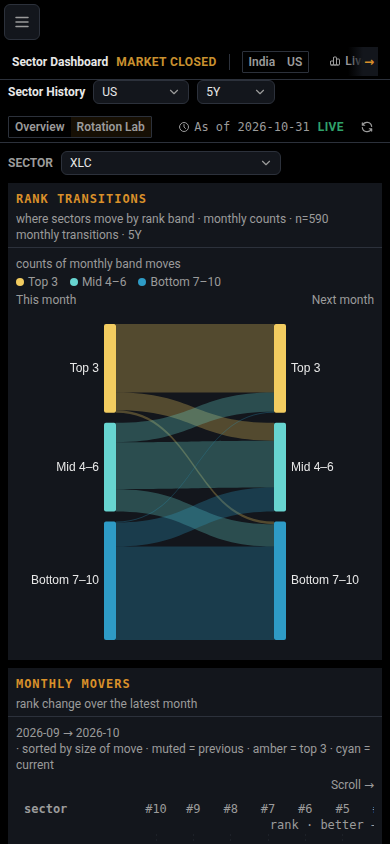 Sector Dashboard MARKET CLOSED India US Liv →
Sector History US 5Y
Overview Rotation Lab As of 2026-10-31 LIVE
SECTOR XLC
RANK TRANSITIONS
where sectors move by rank band · monthly counts · n=590
monthly transitions · 5Y
counts of monthly band moves
Top 3 Mid 4–6 Bottom 7–10
This month Next month
Top 3 Top 3
Mid 4–6 Mid 4–6
Bottom 7–10 Bottom 7–10
MONTHLY MOVERS
rank change over the latest month
2026-09 → 2026-10
· sorted by size of move · muted = previous · amber = top 3 · cyan =
current
Scroll →
sector #10 #9 #8 #7 #6 #5
rank · better